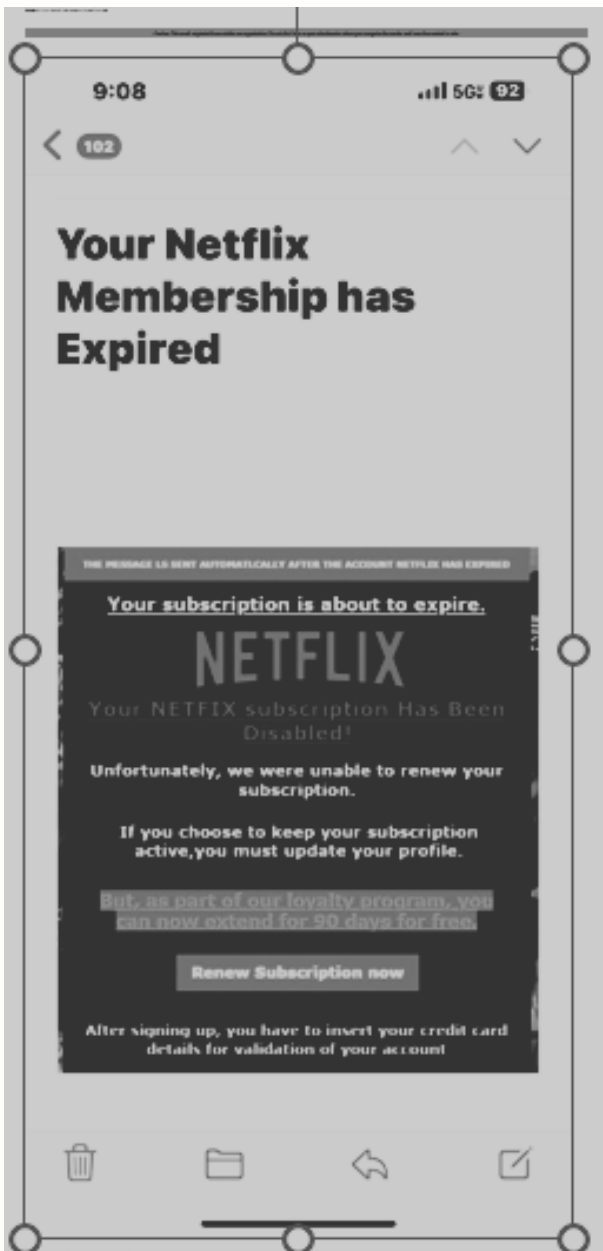 9:08
5G 92
102
Your Netflix
Membership has
Expired
THE MESSAGE IS SENT AUTOMATICALLY AFTER THE ACCOUNT NETFLIX HAS EXPIRED
Your subscription is about to expire.
NETFLIX
Your NETFIX subscription Has Been
Disabled!
Unfortunately, we were unable to renew your
subscription.
If you choose to keep your subscription
active,you must update your profile.
But, as part of our loyalty program, you
can now extend for 90 days for free.
Renew Subscription now
After signing up, you have to insert your credit card
details for validation of your account